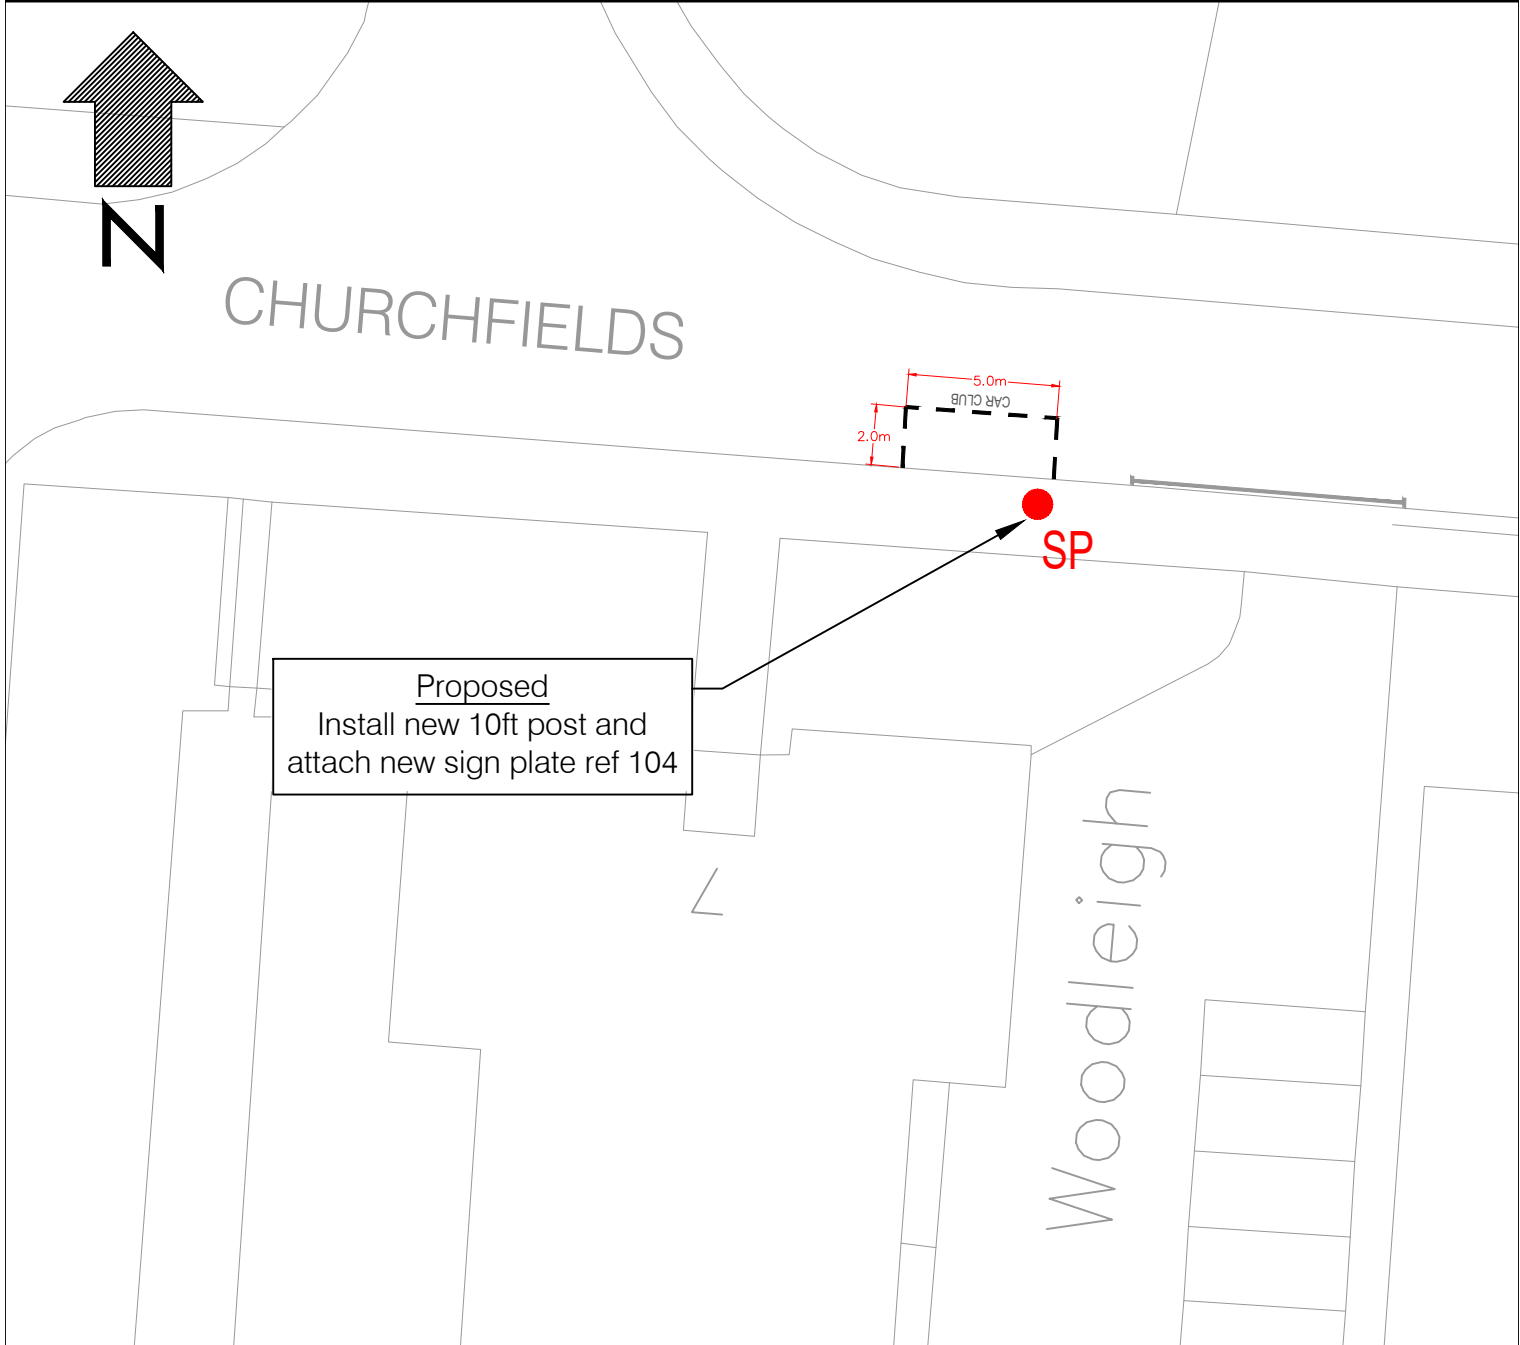 N
CHURCHFIELDS
5.0m
CAR CLUB
2.0m
SP
Proposed
Install new 10ft post and
attach new sign plate ref 104
7
Woodleigh